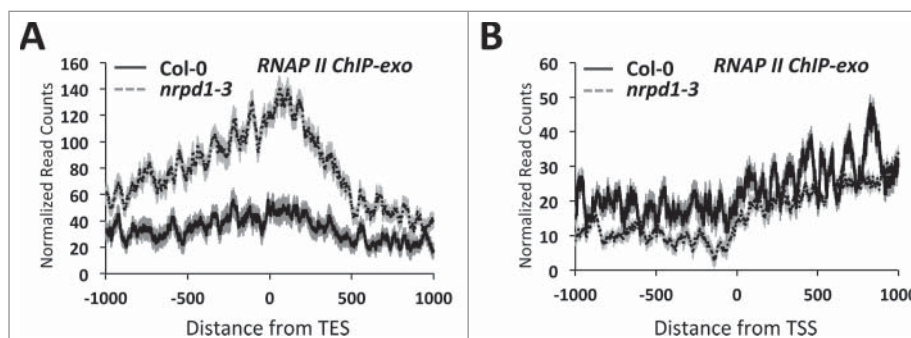 A
Normalized Read Counts
160
140
120
100
80
60
40
20
0
Col-0
nrpd1-3
RNAP II ChIP-exo
-1000
-500
0
500
1000
Distance from TES
B
Normalized Read Counts
60
50
40
30
20
10
0
Col-0
nrpd1-3
RNAP II ChIP-exo
-1000
-500
0
500
1000
Distance from TSS